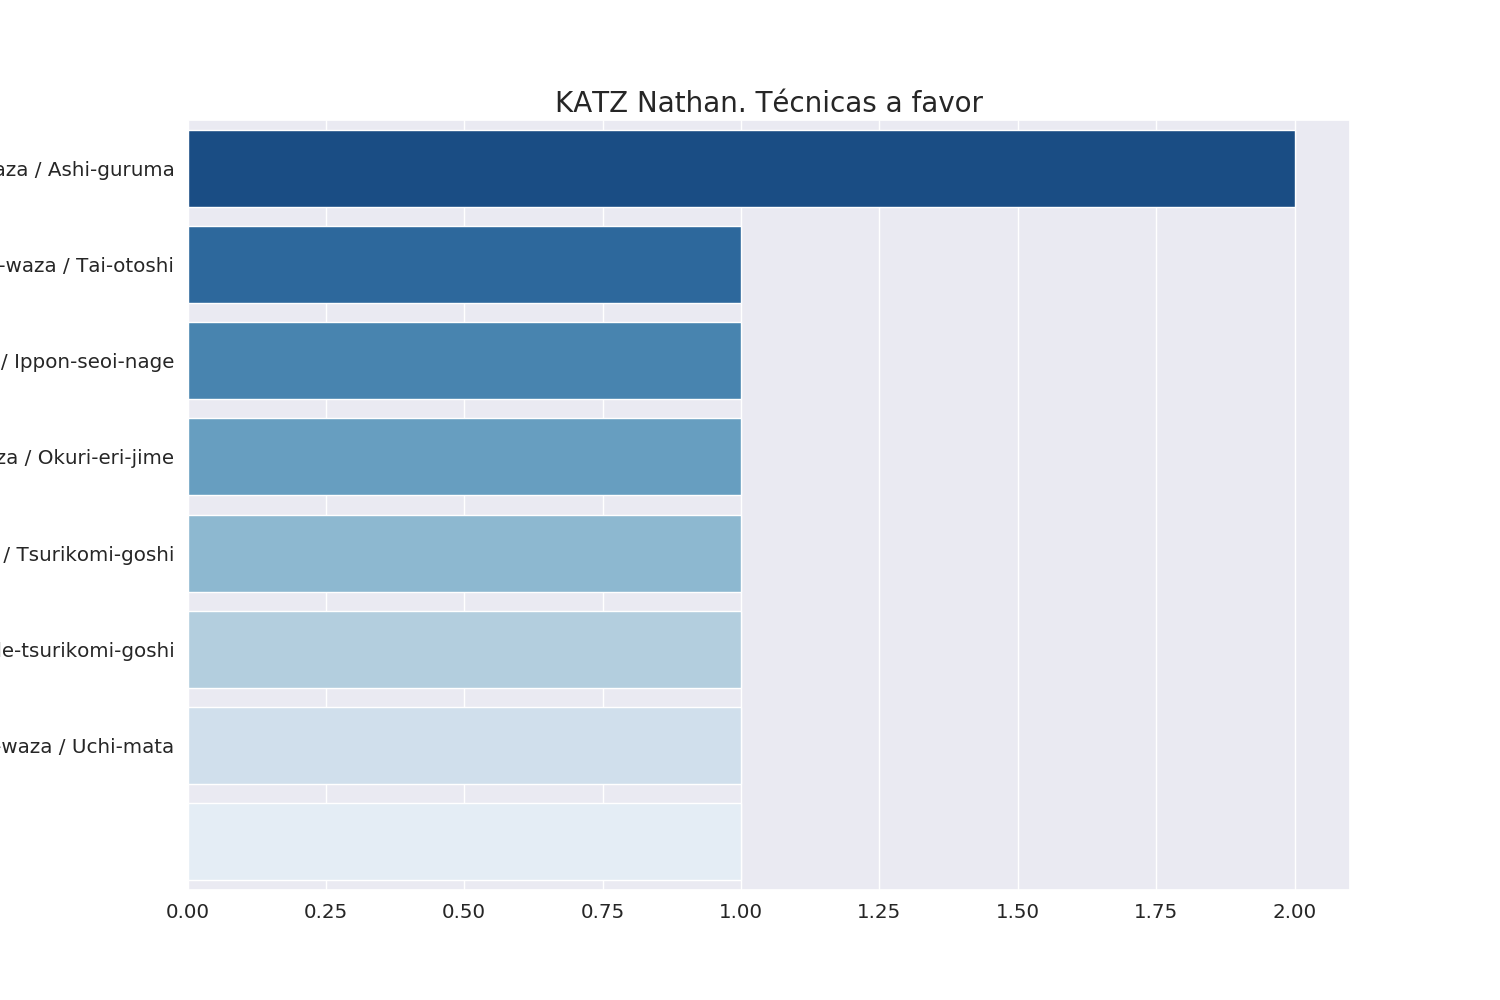 KATZ Nathan. Técnicas a favor
/ Ashi-guruma
-waza / Tai-otoshi
/ Ippon-seoi-nage
/ Okuri-eri-jime
/ Tsurikomi-goshi
-tsurikomi-goshi
-waza / Uchi-mata
0.00 0.25 0.50 0.75 1.00 1.25 1.50 1.75 2.00